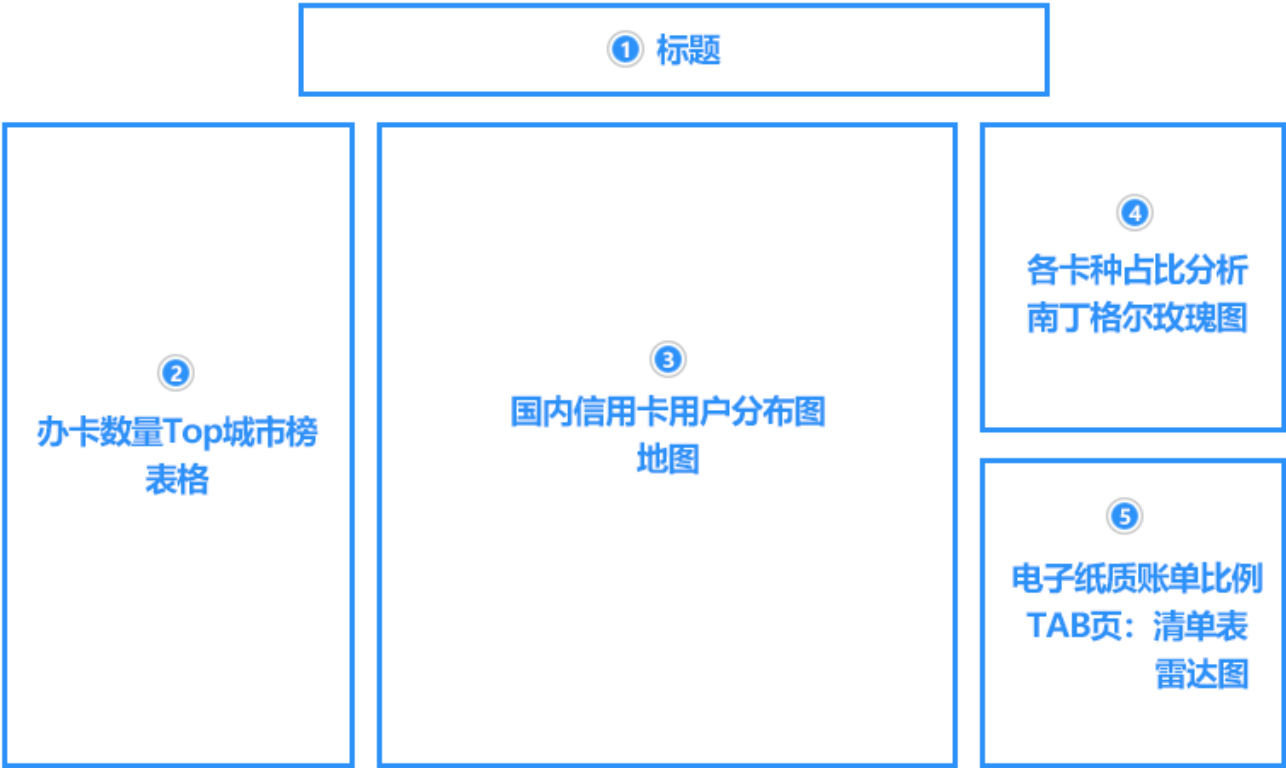 1 标题
2
办卡数量Top城市榜
表格
3
国内信用卡用户分布图
地图
4
各卡种占比分析
南丁格尔玫瑰图
5
电子纸质账单比例
TAB页：清单表
雷达图